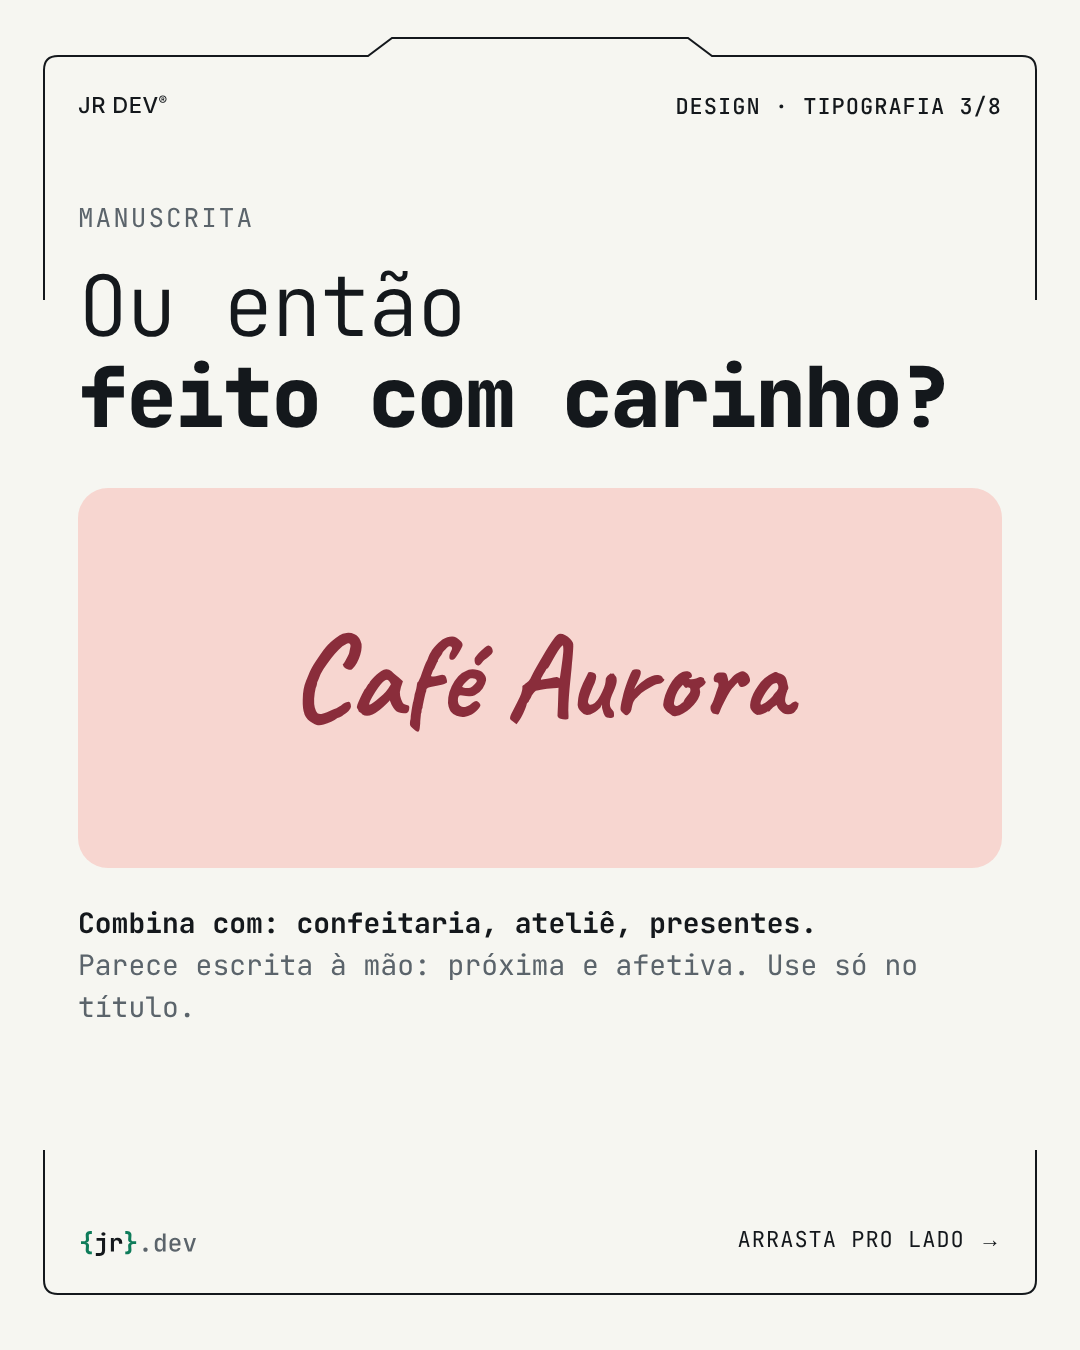 JR DEV®
DESIGN · TIPOGRAFIA 3/8
MANUSCRITA
Ou então
feito com carinho?
Café Aurora
Combina com: confeitaria, ateliê, presentes.
Parece escrita à mão: próxima e afetiva. Use só no
título.
{jr}.dev
ARRASTA PRO LADO →